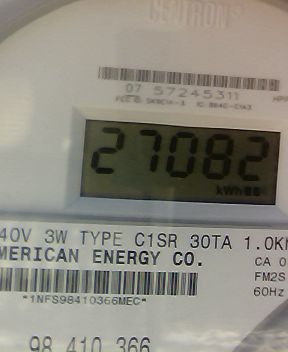 CENTRON®
07 57245311
27082
kWh
40V 3W TYPE C1SR 30TA 1.0K
MERICAN ENERGY CO.
CA 0
FM2S
*1NFS98410366MEC*
60Hz
98 410 366